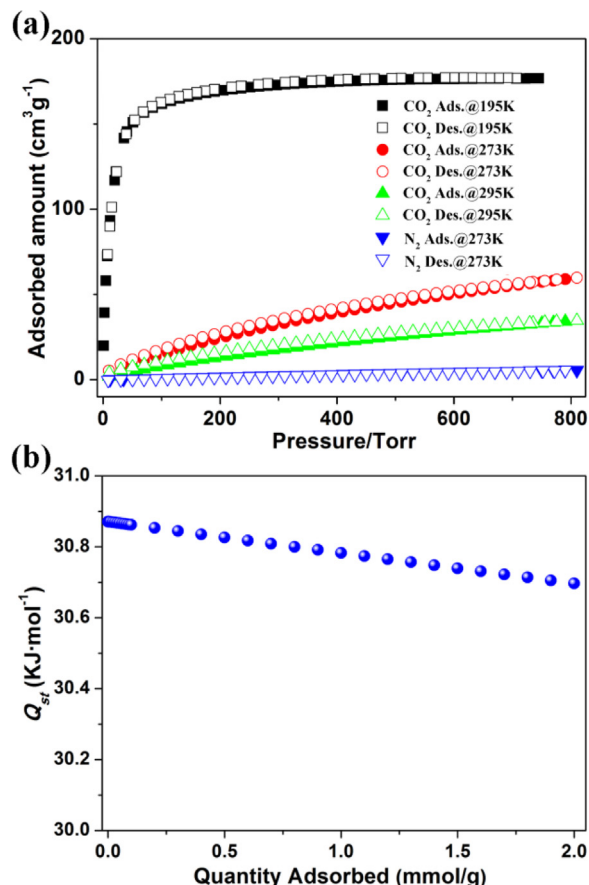 (a)
200
100
0
Adsorbed amount (cm³g⁻¹)
CO₂ Ads.@195K
CO₂ Des.@195K
CO₂ Ads.@273K
CO₂ Des.@273K
CO₂ Ads.@295K
CO₂ Des.@295K
N₂ Ads.@273K
N₂ Des.@273K
0 200 400 600 800
Pressure/Torr
(b)
31.0
30.8
30.6
30.4
30.2
30.0
Qst (KJ·mol⁻¹)
0.0 0.5 1.0 1.5 2.0
Quantity Adsorbed (mmol/g)